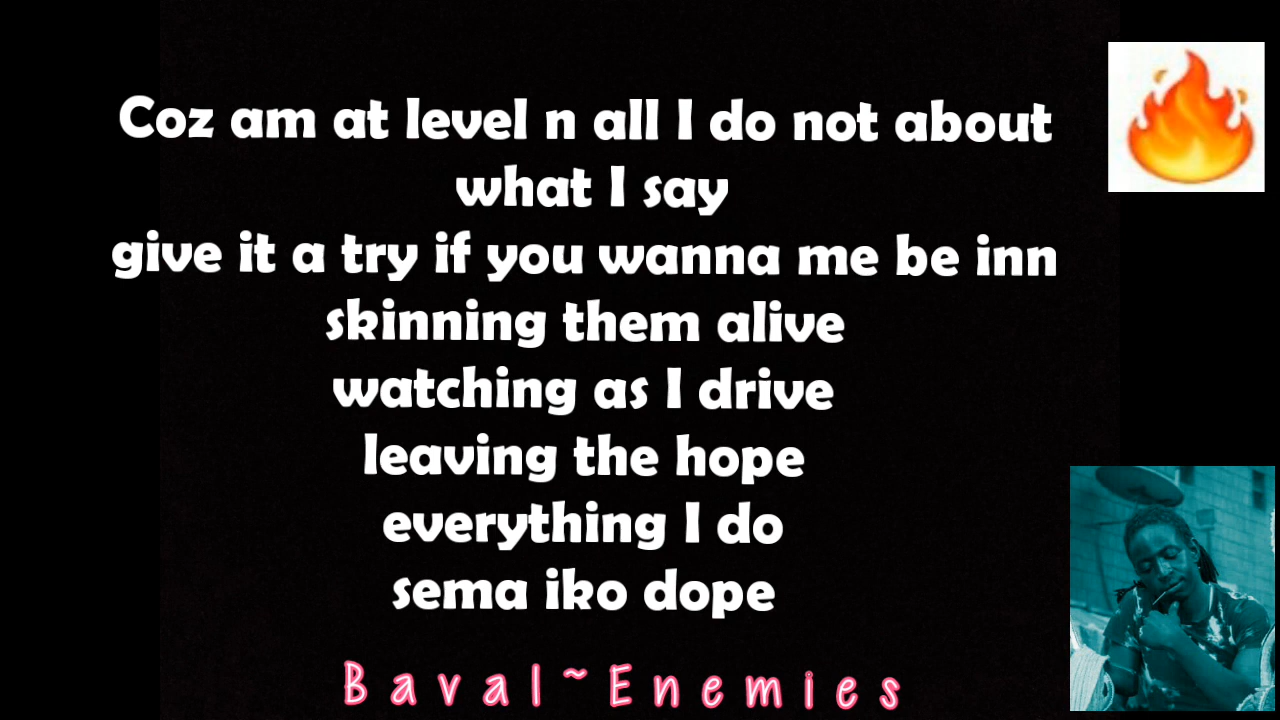 Coz am at level n all I do not about
what I say
give it a try if you wanna me be inn
skinning them alive
watching as I drive
leaving the hope
everything I do
sema iko dope
Baval~Enemies